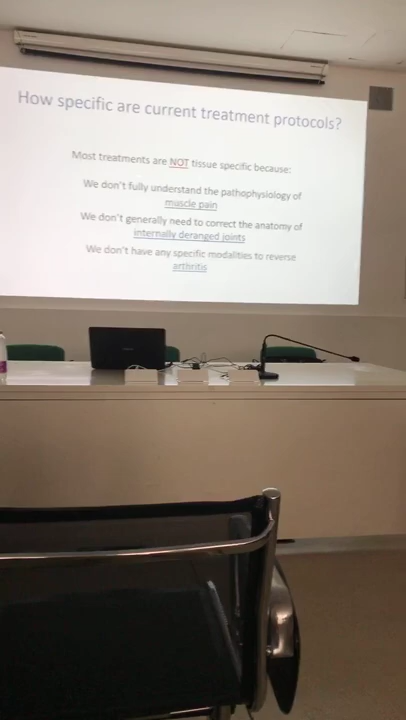 How specific are current treatment protocols?
Most treatments are NOT tissue specific because:
We don't fully understand the pathophysiology of
muscle pain
We don't generally need to correct the anatomy of
internally deranged joints
We don't have any specific modalities to reverse
arthritis